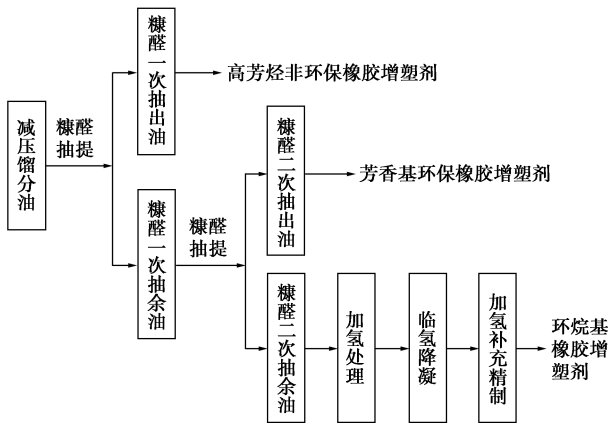 减压馏分油
糠醛
抽提
糠醛一次抽出油
高芳烃非环保橡胶增塑剂
糠醛一次抽余油
糠醛
抽提
糠醛二次抽出油
芳香基环保橡胶增塑剂
糠醛二次抽余油
加氢处理
临氢降凝
加氢补充精制
环烷基
橡胶增
塑剂